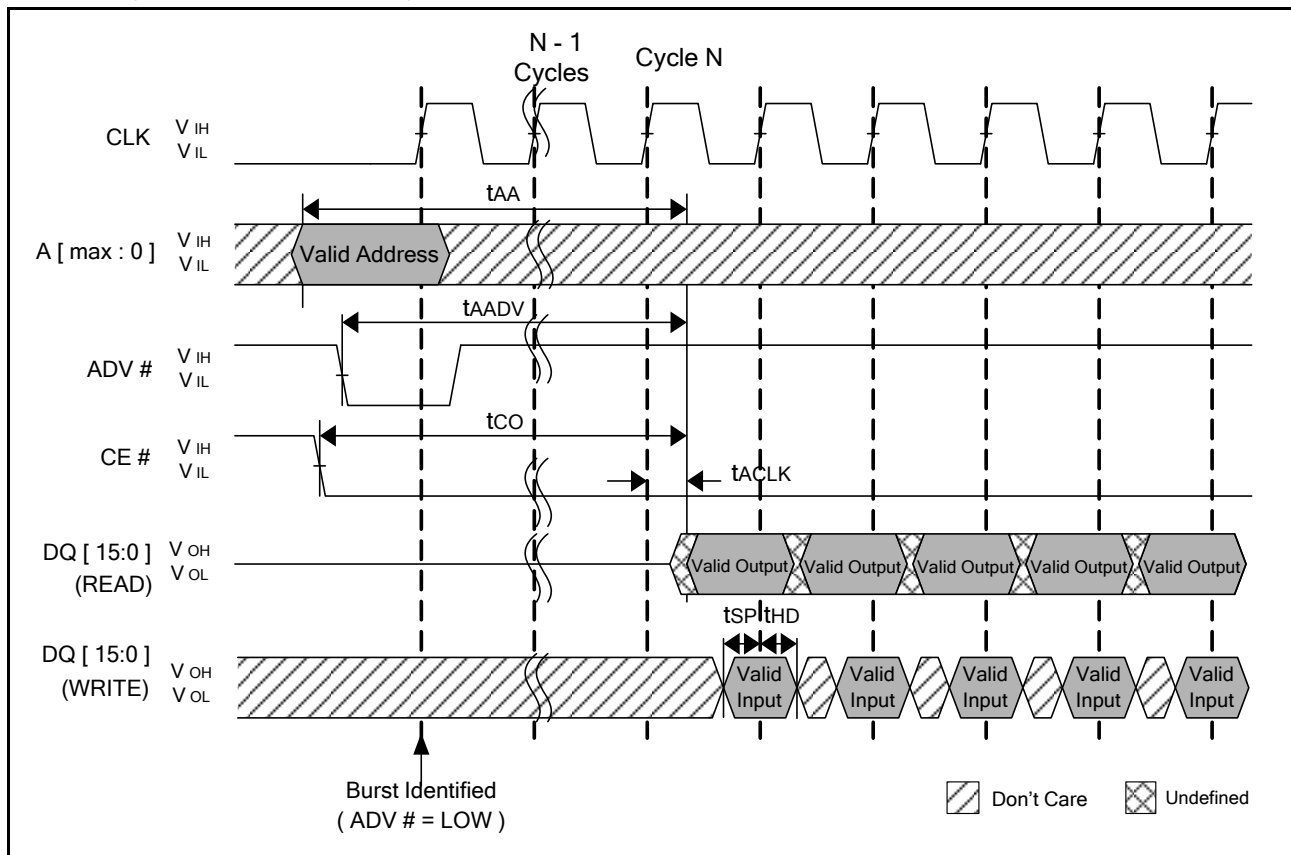 N - 1
Cycles
Cycle N
CLK
V IH
V IL
tAA
A [ max : 0 ]
V IH
V IL
Valid Address
tAADV
ADV #
V IH
V IL
tCO
CE #
V IH
V IL
tACLK
DQ [ 15:0 ]
(READ)
V OH
V OL
Valid Output
Valid Output
Valid Output
Valid Output
Valid Output
tSP
tHD
DQ [ 15:0 ]
(WRITE)
V OH
V OL
Valid
Input
Valid
Input
Valid
Input
Valid
Input
Valid
Input
Burst Identified
( ADV # = LOW )
Don't Care
Undefined